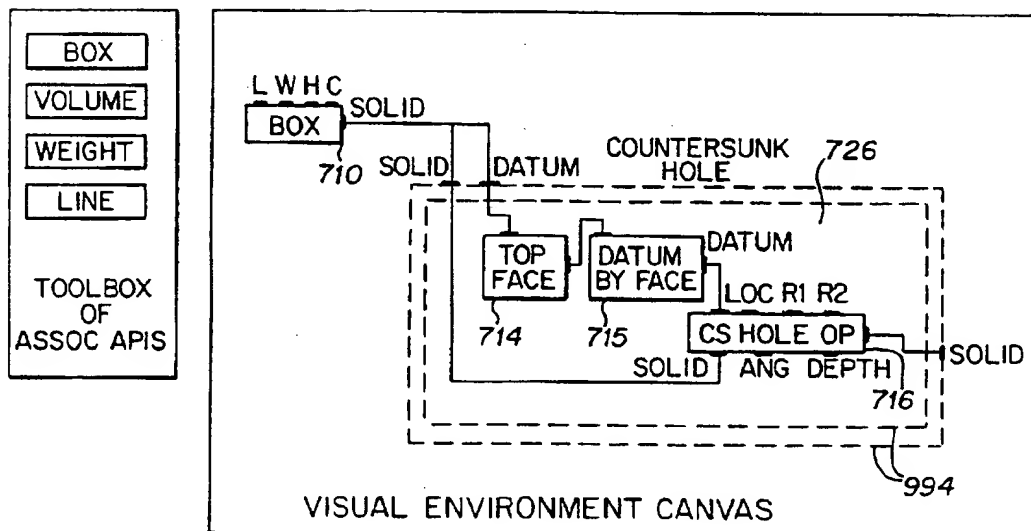 BOX
VOLUME
WEIGHT
LINE
TOOLBOX
OF
ASSOC APIS
L W H C
SOLID
BOX
710
SOLID
DATUM
COUNTERSUNK
HOLE
726
TOP
FACE
714
DATUM
BY FACE
715
DATUM
LOC R1 R2
CS HOLE OP
SOLID
ANG DEPTH
716
SOLID
994
VISUAL ENVIRONMENT CANVAS